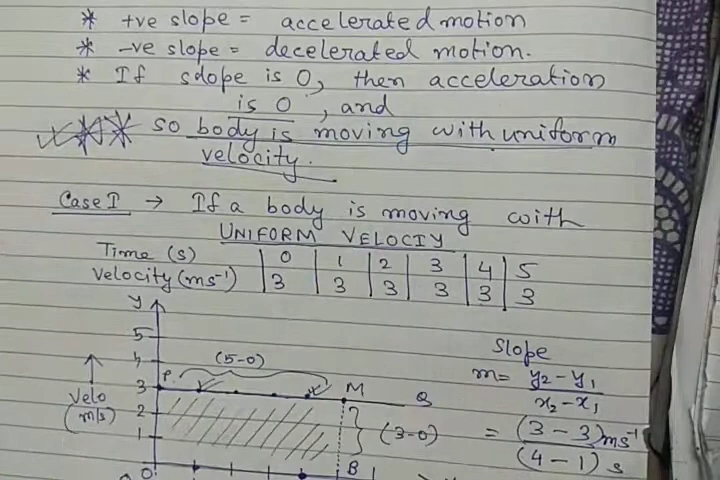 * +ve slope = accelerated motion
* -ve slope = decelerated motion.
* If sdope is 0, then acceleration
is 0 , and
so body is moving with uniform
velocity.
Case I → If a body is moving with
UNIFORM VELOCIY
Time (s) 0 1 2 3 4 5
Velocity (ms⁻¹) 3 3 3 3 3 3
y
5
4
3
2
1
0
Velo
(m/s)
P
(5-0)
M
Q
(3-0)
B
Slope
m = y₂ - y₁
x₂ - x₁
= (3 - 3) ms⁻¹
(4 - 1) s